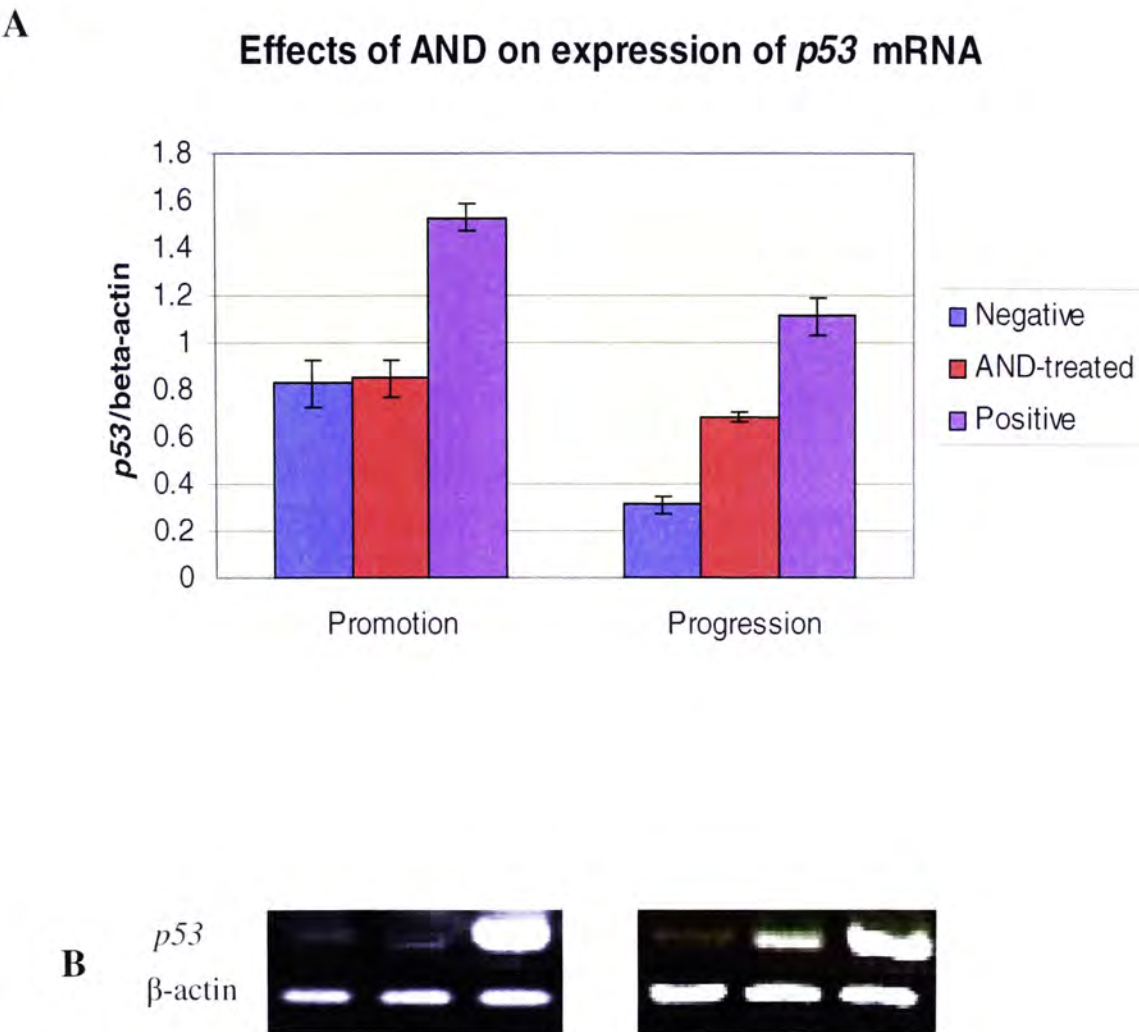 A
Effects of AND on expression of p53 mRNA
1.8
1.6
1.4
1.2
1
0.8
0.6
0.4
0.2
0
p53/beta-actin
Negative
AND-treated
Positive
Promotion
Progression
B
p53
β-actin